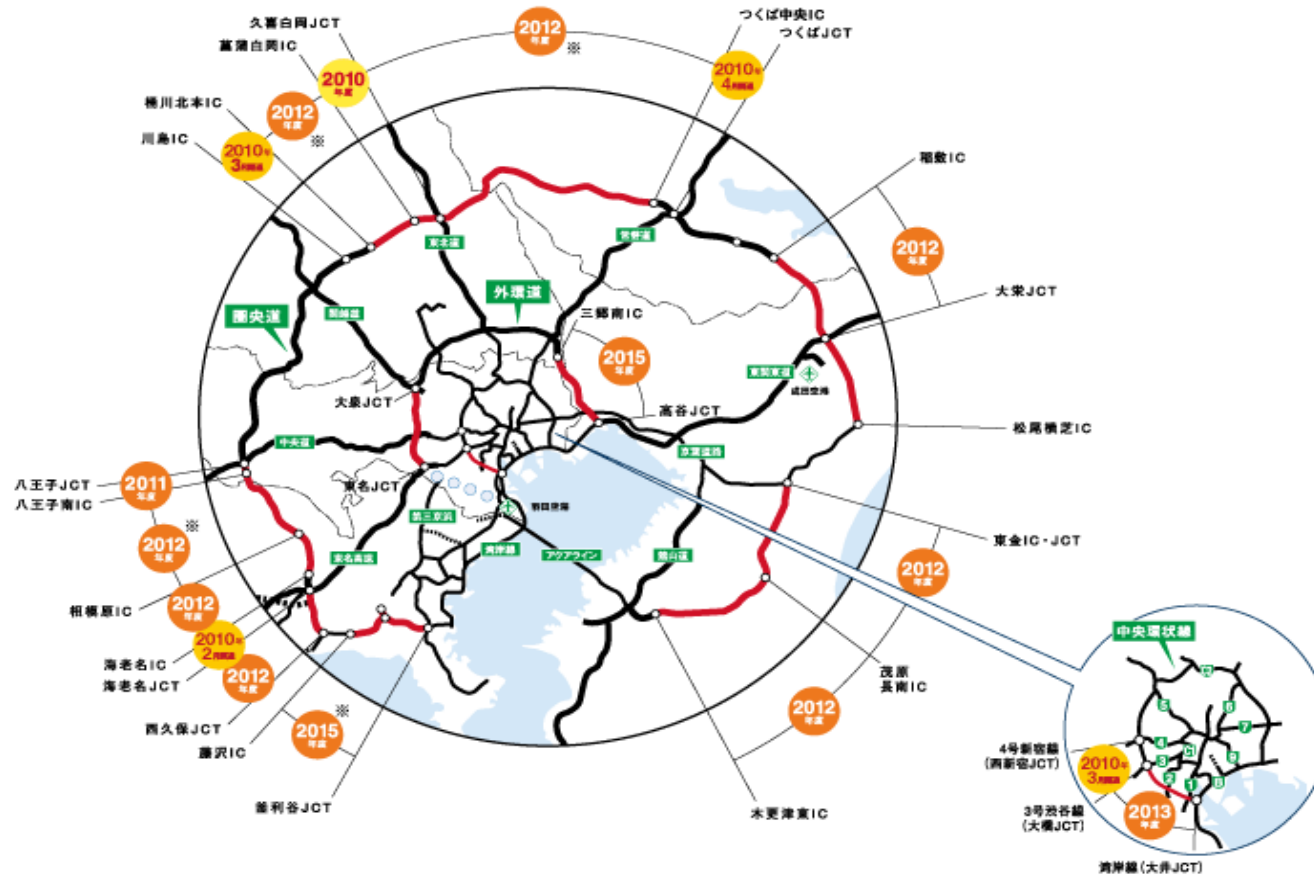 久喜白岡JCT
菖蒲白岡IC
桶川北本IC
川島IC
2012
年度
※
つくば中央IC
つくばJCT
2010
年度
2010年
4月開通
2012
年度
※
2010年
3月開通
稲敷IC
2012
年度
大栄JCT
東北道
常磐道
外環道
圏央道
関越道
三郷南IC
2015
年度
東関東道
成田空港
大泉JCT
高谷JCT
松尾横芝IC
中央道
京葉道路
八王子JCT
八王子南IC
2011
年度
東名JCT
羽田空港
第三京浜
湾岸線
アクアライン
館山道
東名高速
東金IC・JCT
※
2012
年度
2012
年度
相模原IC
2012
年度
海老名IC
海老名JCT
2010年
2月開通
2012
年度
茂原
長南IC
西久保JCT
藤沢IC
2015
年度
※
2012
年度
釜利谷JCT
木更津東IC
中央環状線
5
6
7
4
3
9
2
1
4号新宿線
(西新宿JCT)
2010年
3月開通
3号渋谷線
(大橋JCT)
2013
年度
湾岸線(大井JCT)